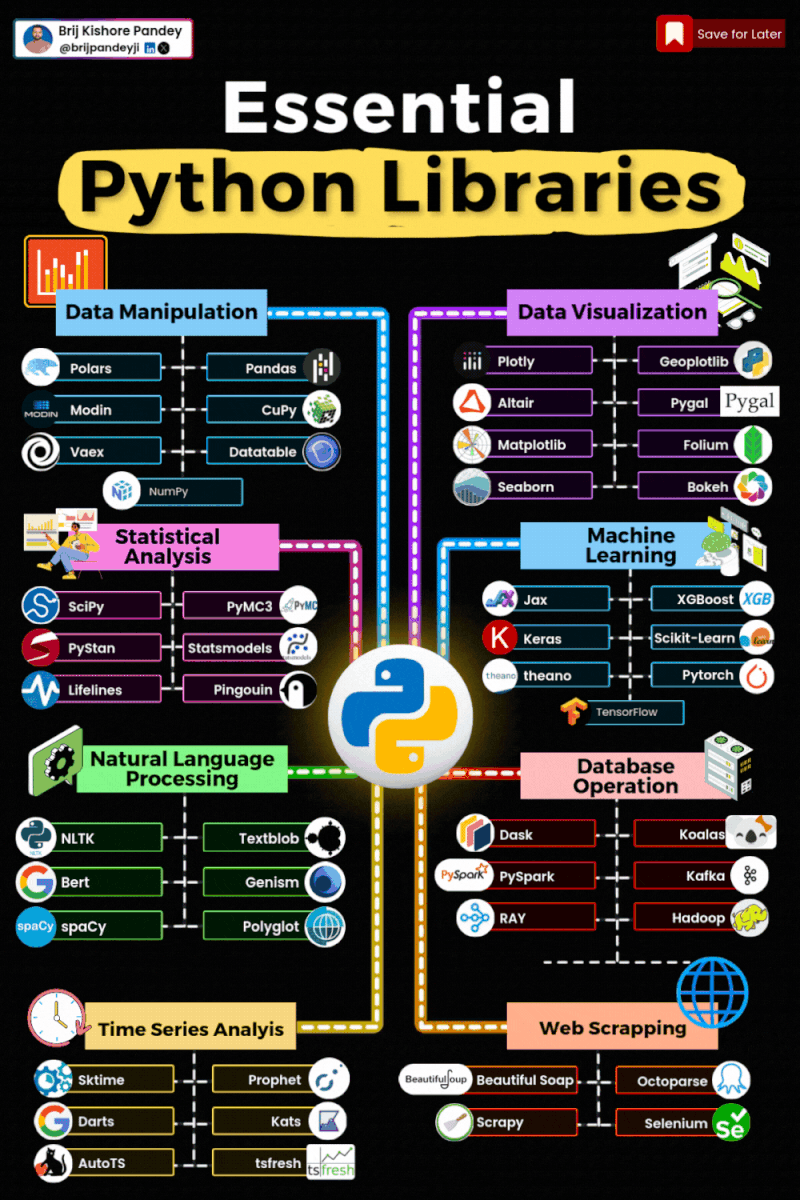 Brij Kishore Pandey
@brijpandeyji in X
Save for Later
Essential
Python Libraries
Data Manipulation
Polars
Pandas
MODIN
Modin
CuPy
Vaex
Datatable
NumPy
Data Visualization
Plotly
Geoplotlib
Altair
Pygal
Pygal
Matplotlib
Folium
Seaborn
Bokeh
Statistical
Analysis
SciPy
PyMC3
PyMC
PyStan
Statsmodels
Lifelines
Pingouin
Machine
Learning
Jax
XGBoost
XGB
K
Keras
Scikit-Learn
learn
theano
theano
Pytorch
TensorFlow
Natural Language
Processing
NLTK
NLTK
Textblob
G
Bert
Genism
spaCy
spaCy
Polyglot
Database
Operation
Dask
Koalas
PySpark
PySpark
Kafka
RAY
Hadoop
Time Series Analyis
Sktime
Prophet
G
Darts
Kats
AutoTS
tsfresh
tsfresh
Web Scrapping
BeautifulSoup
Beautiful Soap
Octoparse
Scrapy
Selenium
Se